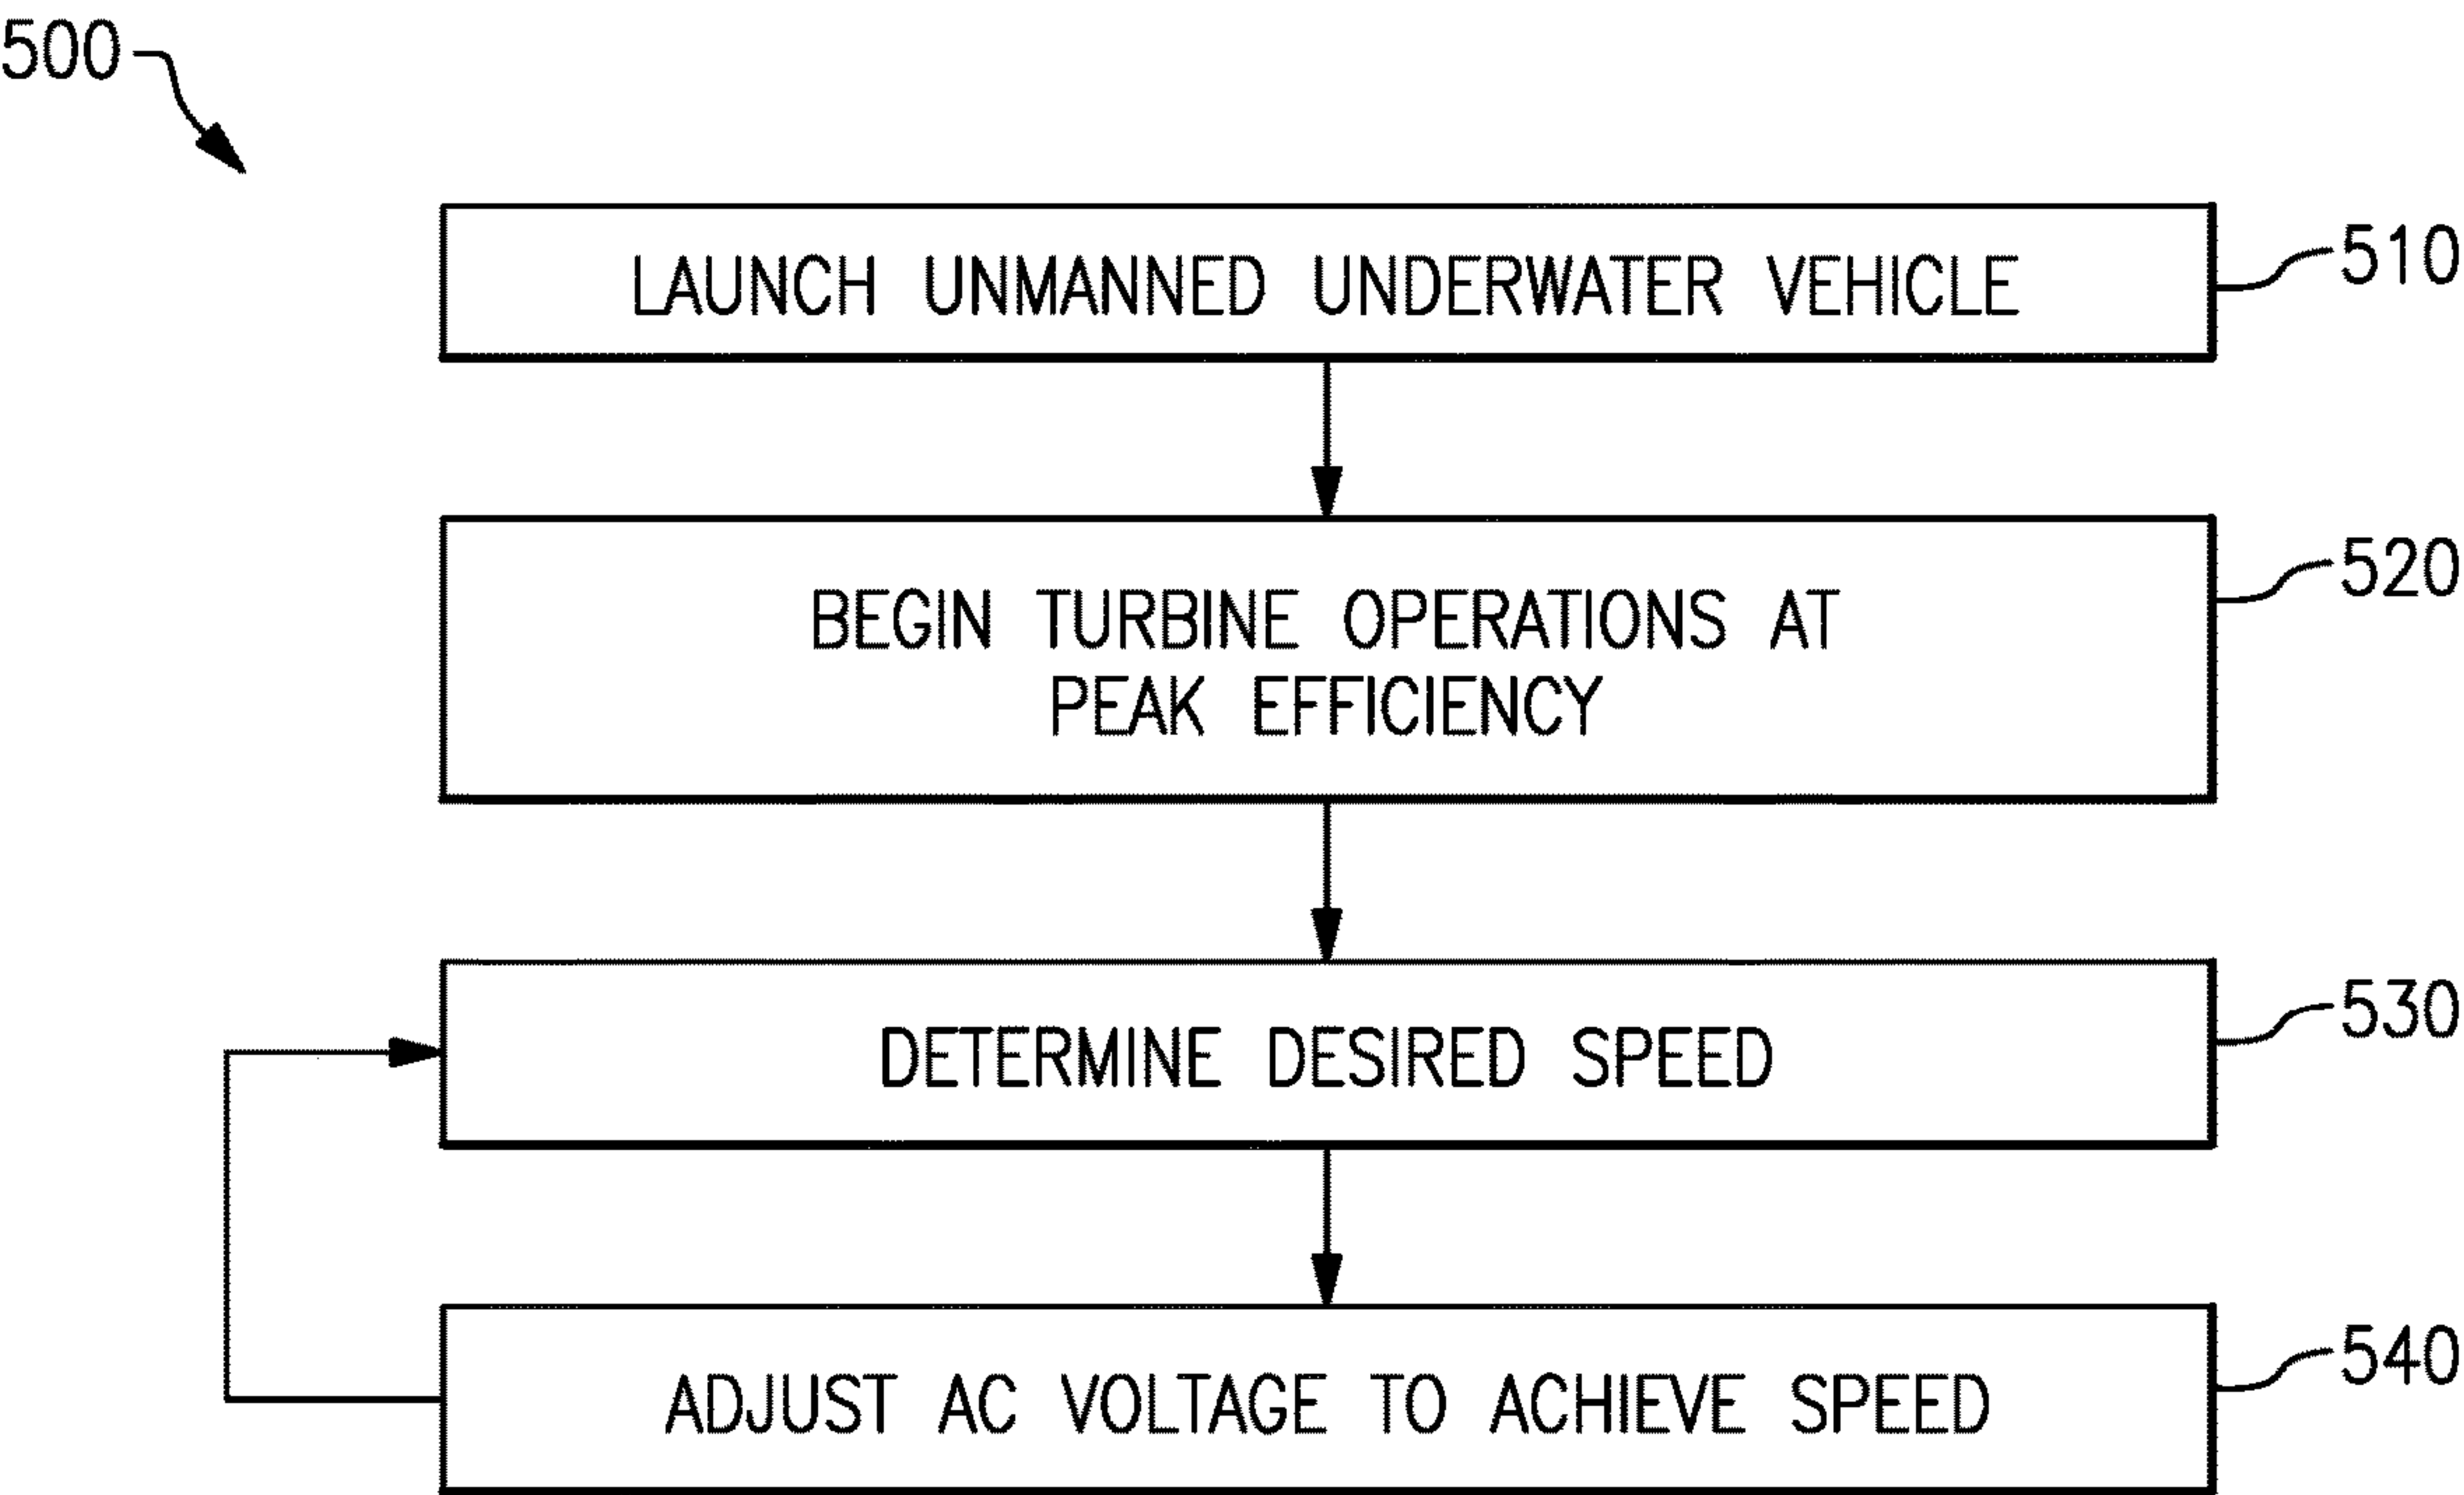 500
LAUNCH UNMANNED UNDERWATER VEHICLE
510
BEGIN TURBINE OPERATIONS AT
PEAK EFFICIENCY
520
DETERMINE DESIRED SPEED
530
ADJUST AC VOLTAGE TO ACHIEVE SPEED
540